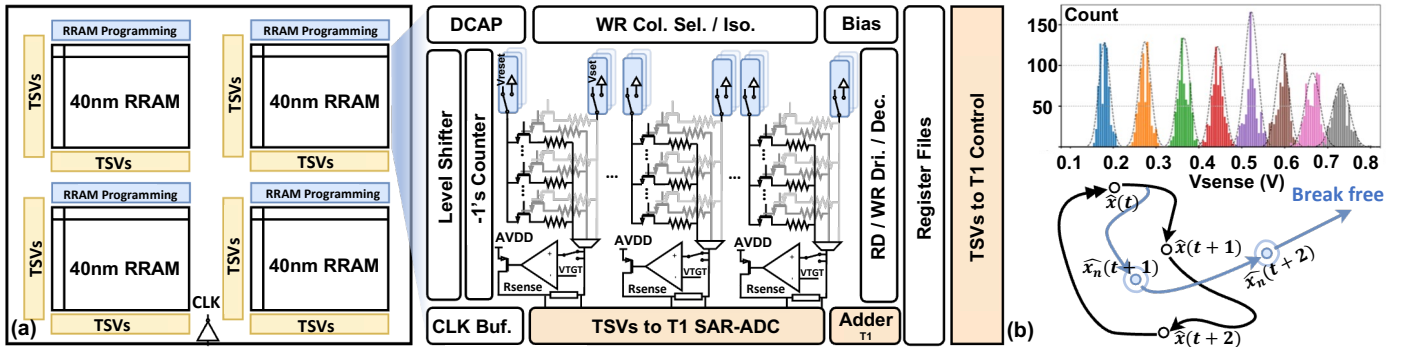 RRAM Programming
TSVs
40nm RRAM
TSVs
RRAM Programming
TSVs
40nm RRAM
TSVs
RRAM Programming
TSVs
40nm RRAM
TSVs
RRAM Programming
TSVs
40nm RRAM
TSVs
CLK
(a)
DCAP
WR Col. Sel. / Iso.
Bias
Level Shifter
-1's Counter
Vreset
Vset
...
...
AVDD
VTGT
Rsense
AVDD
VTGT
AVDD
VTGT
RD / WR Dri. / Dec.
Register Files
TSVs to T1 Control
CLK Buf.
TSVs to T1 SAR-ADC
Adder
T1
Count
150
100
50
0.1 0.2 0.3 0.4 0.5 0.6 0.7 0.8
Vsense (V)
Break free
x̂(t)
x̂(t + 1)
x̂ₙ(t + 1)
x̂ₙ(t + 2)
x̂(t + 2)
(b)